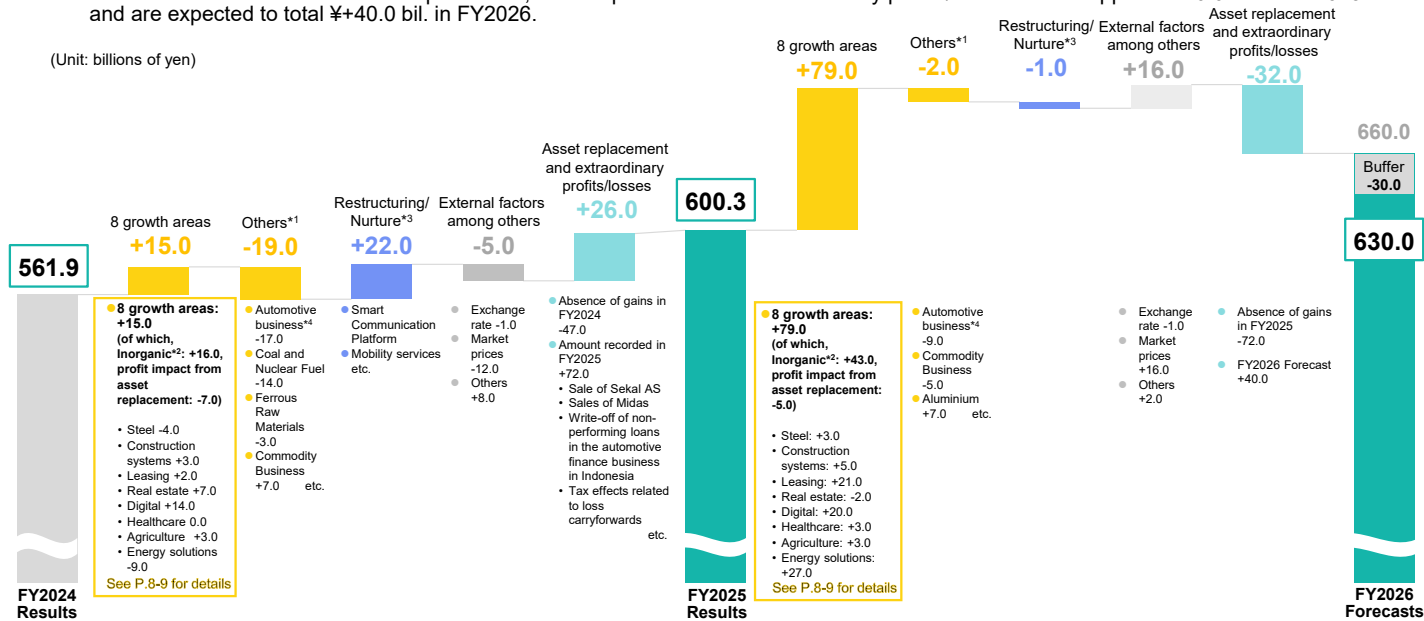 and are expected to total ¥+40.0 bil. in FY2026.
(Unit: billions of yen)
561.9
FY2024
Results
8 growth areas
+15.0
8 growth areas:
+15.0
(of which,
Inorganic*2: +16.0,
profit impact from
asset
replacement: -7.0)
• Steel -4.0
• Construction
systems +3.0
• Leasing +2.0
• Real estate +7.0
• Digital +14.0
• Healthcare 0.0
• Agriculture +3.0
• Energy solutions
-9.0
See P.8-9 for details
Others*1
-19.0
Automotive
business*4
-17.0
Coal and
Nuclear Fuel
-14.0
Ferrous
Raw
Materials
-3.0
Commodity
Business
+7.0 etc.
Restructuring/
Nurture*3
+22.0
Smart
Communication
Platform
Mobility services
etc.
External factors
among others
-5.0
Exchange
rate -1.0
Market
prices
-12.0
Others
+8.0
Asset replacement
and extraordinary
profits/losses
+26.0
Absence of gains in
FY2024
-47.0
Amount recorded in
FY2025
+72.0
• Sale of Sekal AS
• Sales of Midas
• Write-off of non-
performing loans
in the automotive
finance business
in Indonesia
• Tax effects related
to loss
carryforwards
etc.
600.3
FY2025
Results
8 growth areas
+79.0
8 growth areas:
+79.0
(of which,
Inorganic*2: +43.0,
profit impact from
asset replacement:
-5.0)
• Steel: +3.0
• Construction
systems: +5.0
• Leasing: +21.0
• Real estate: -2.0
• Digital: +20.0
• Healthcare: +3.0
• Agriculture: +3.0
• Energy solutions:
+27.0
See P.8-9 for details
Others*1
-2.0
Automotive
business*4
-9.0
Commodity
Business
-5.0
Aluminium
+7.0 etc.
Restructuring/
Nurture*3
-1.0
External factors
among others
+16.0
Exchange
rate -1.0
Market
prices
+16.0
Others
+2.0
Asset replacement
and extraordinary
profits/losses
-32.0
Absence of gains
in FY2025
-72.0
FY2026 Forecast
+40.0
660.0
Buffer
-30.0
630.0
FY2026
Forecasts